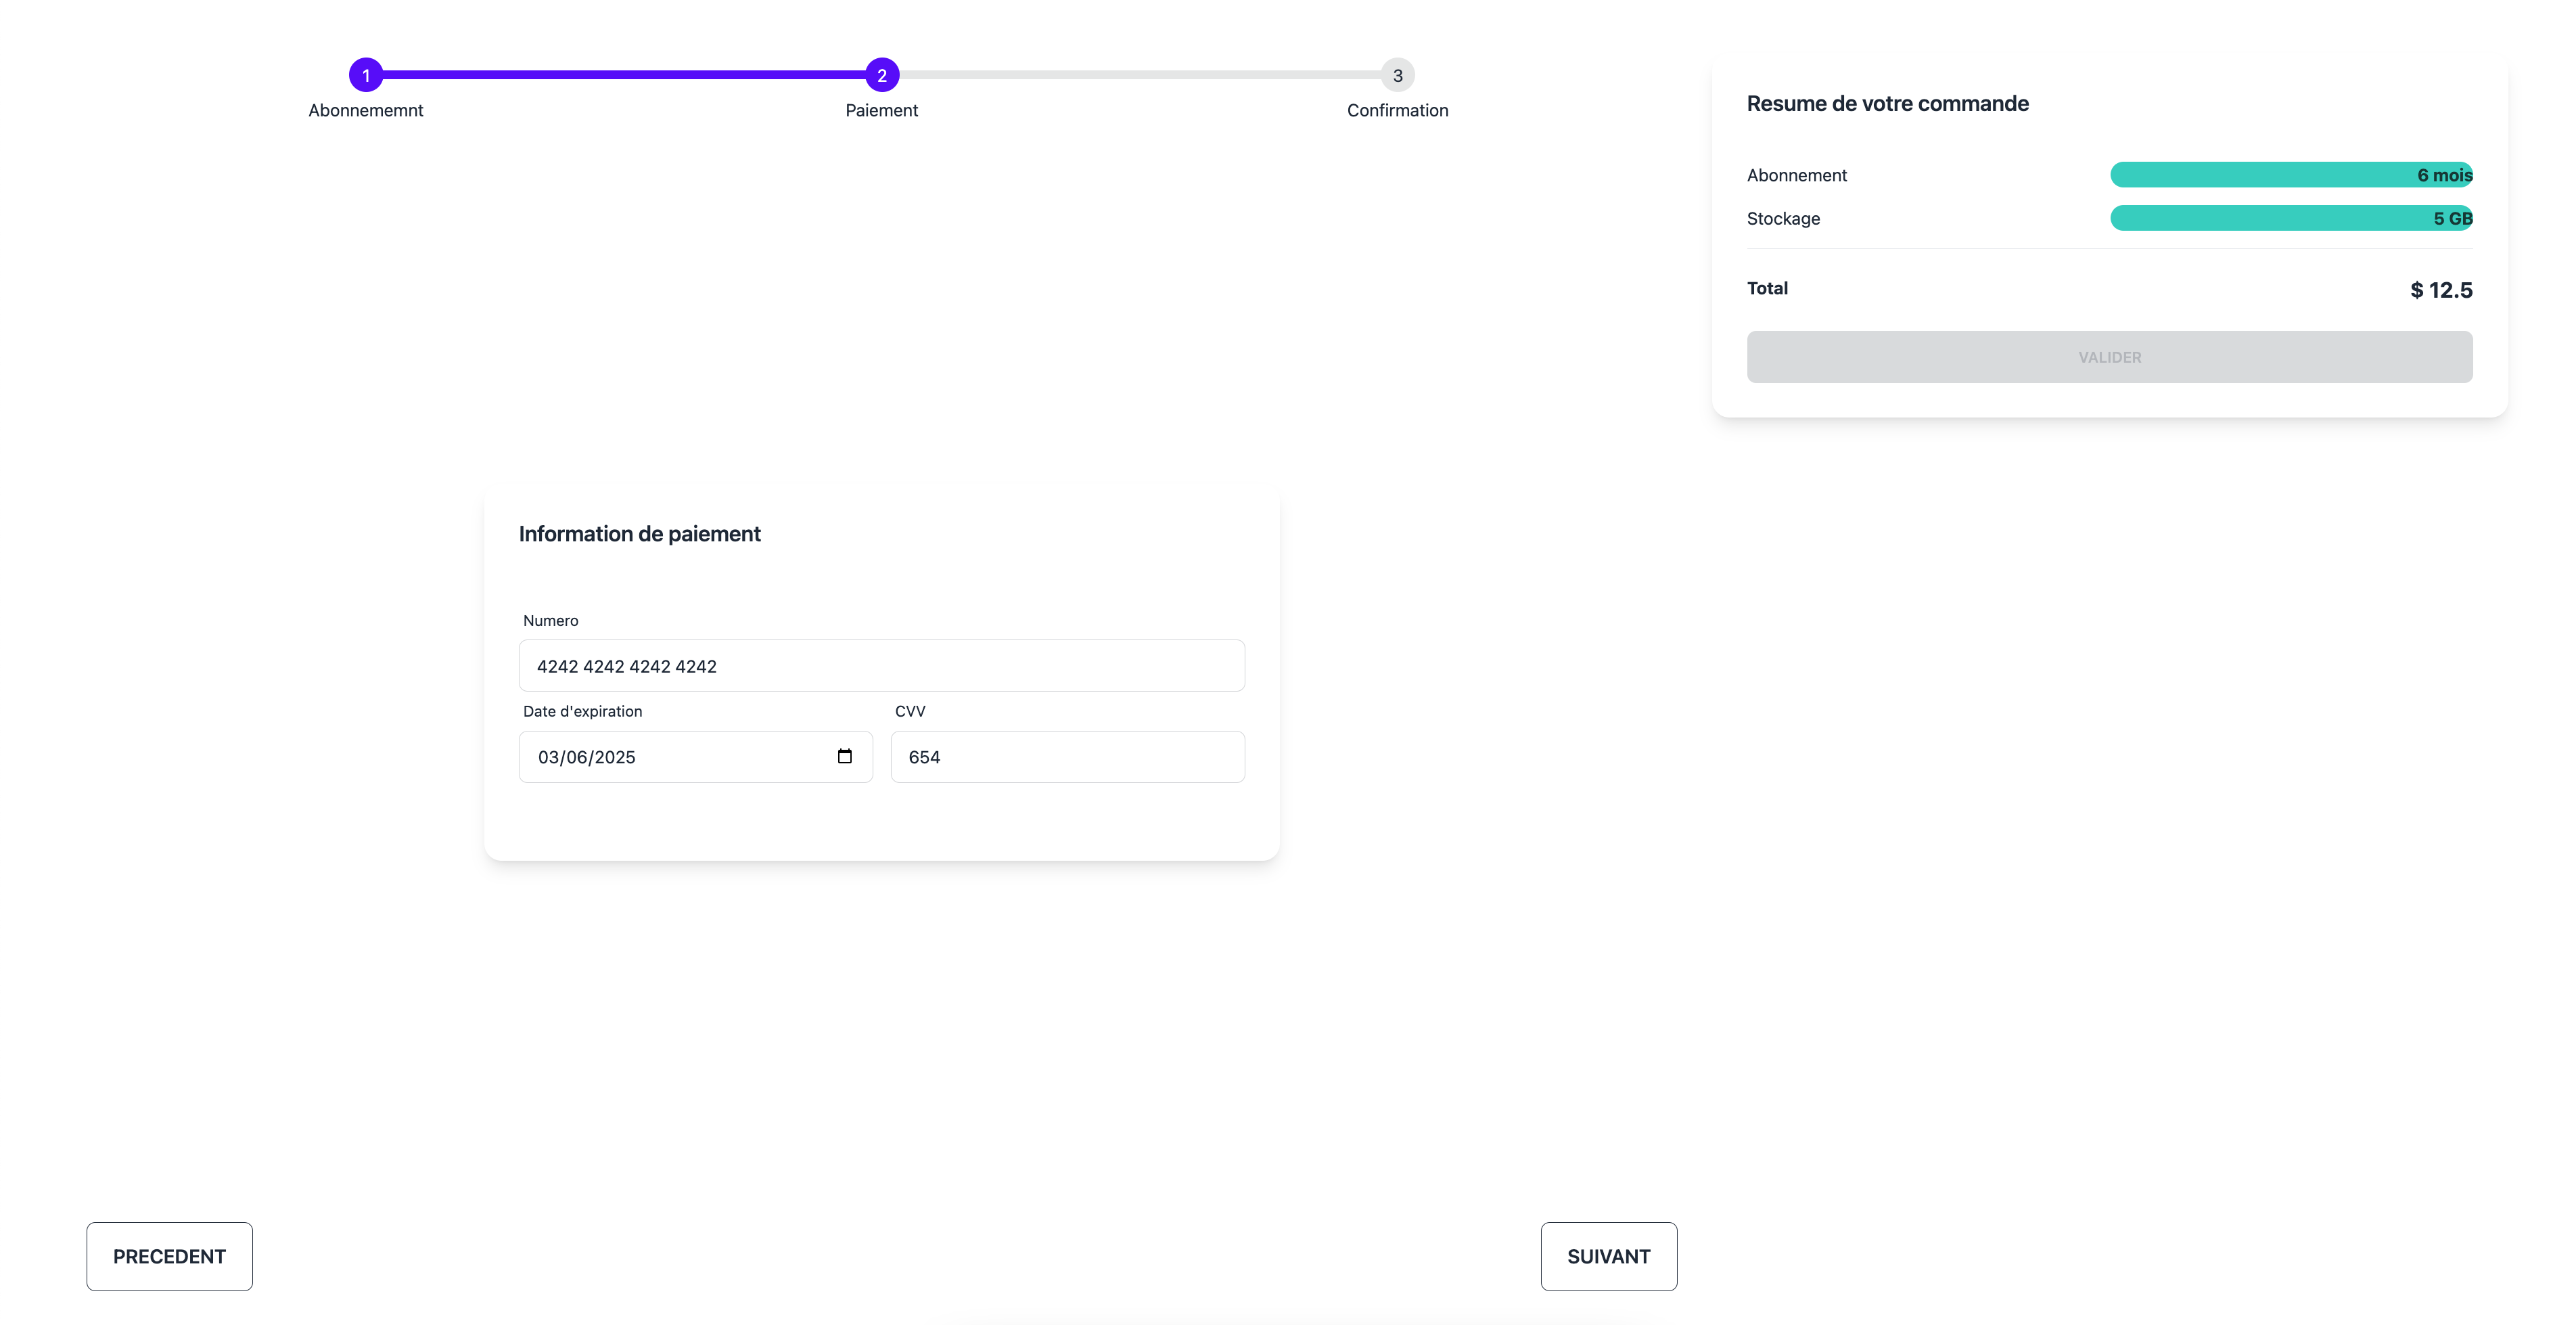 1
2
3
Abonnememnt
Paiement
Confirmation
Resume de votre commande
Abonnement 6 mois
Stockage 5 GB
Total $ 12.5
VALIDER
Information de paiement
Numero
4242 4242 4242 4242
Date d'expiration CVV
03/06/2025 654
PRECEDENT SUIVANT